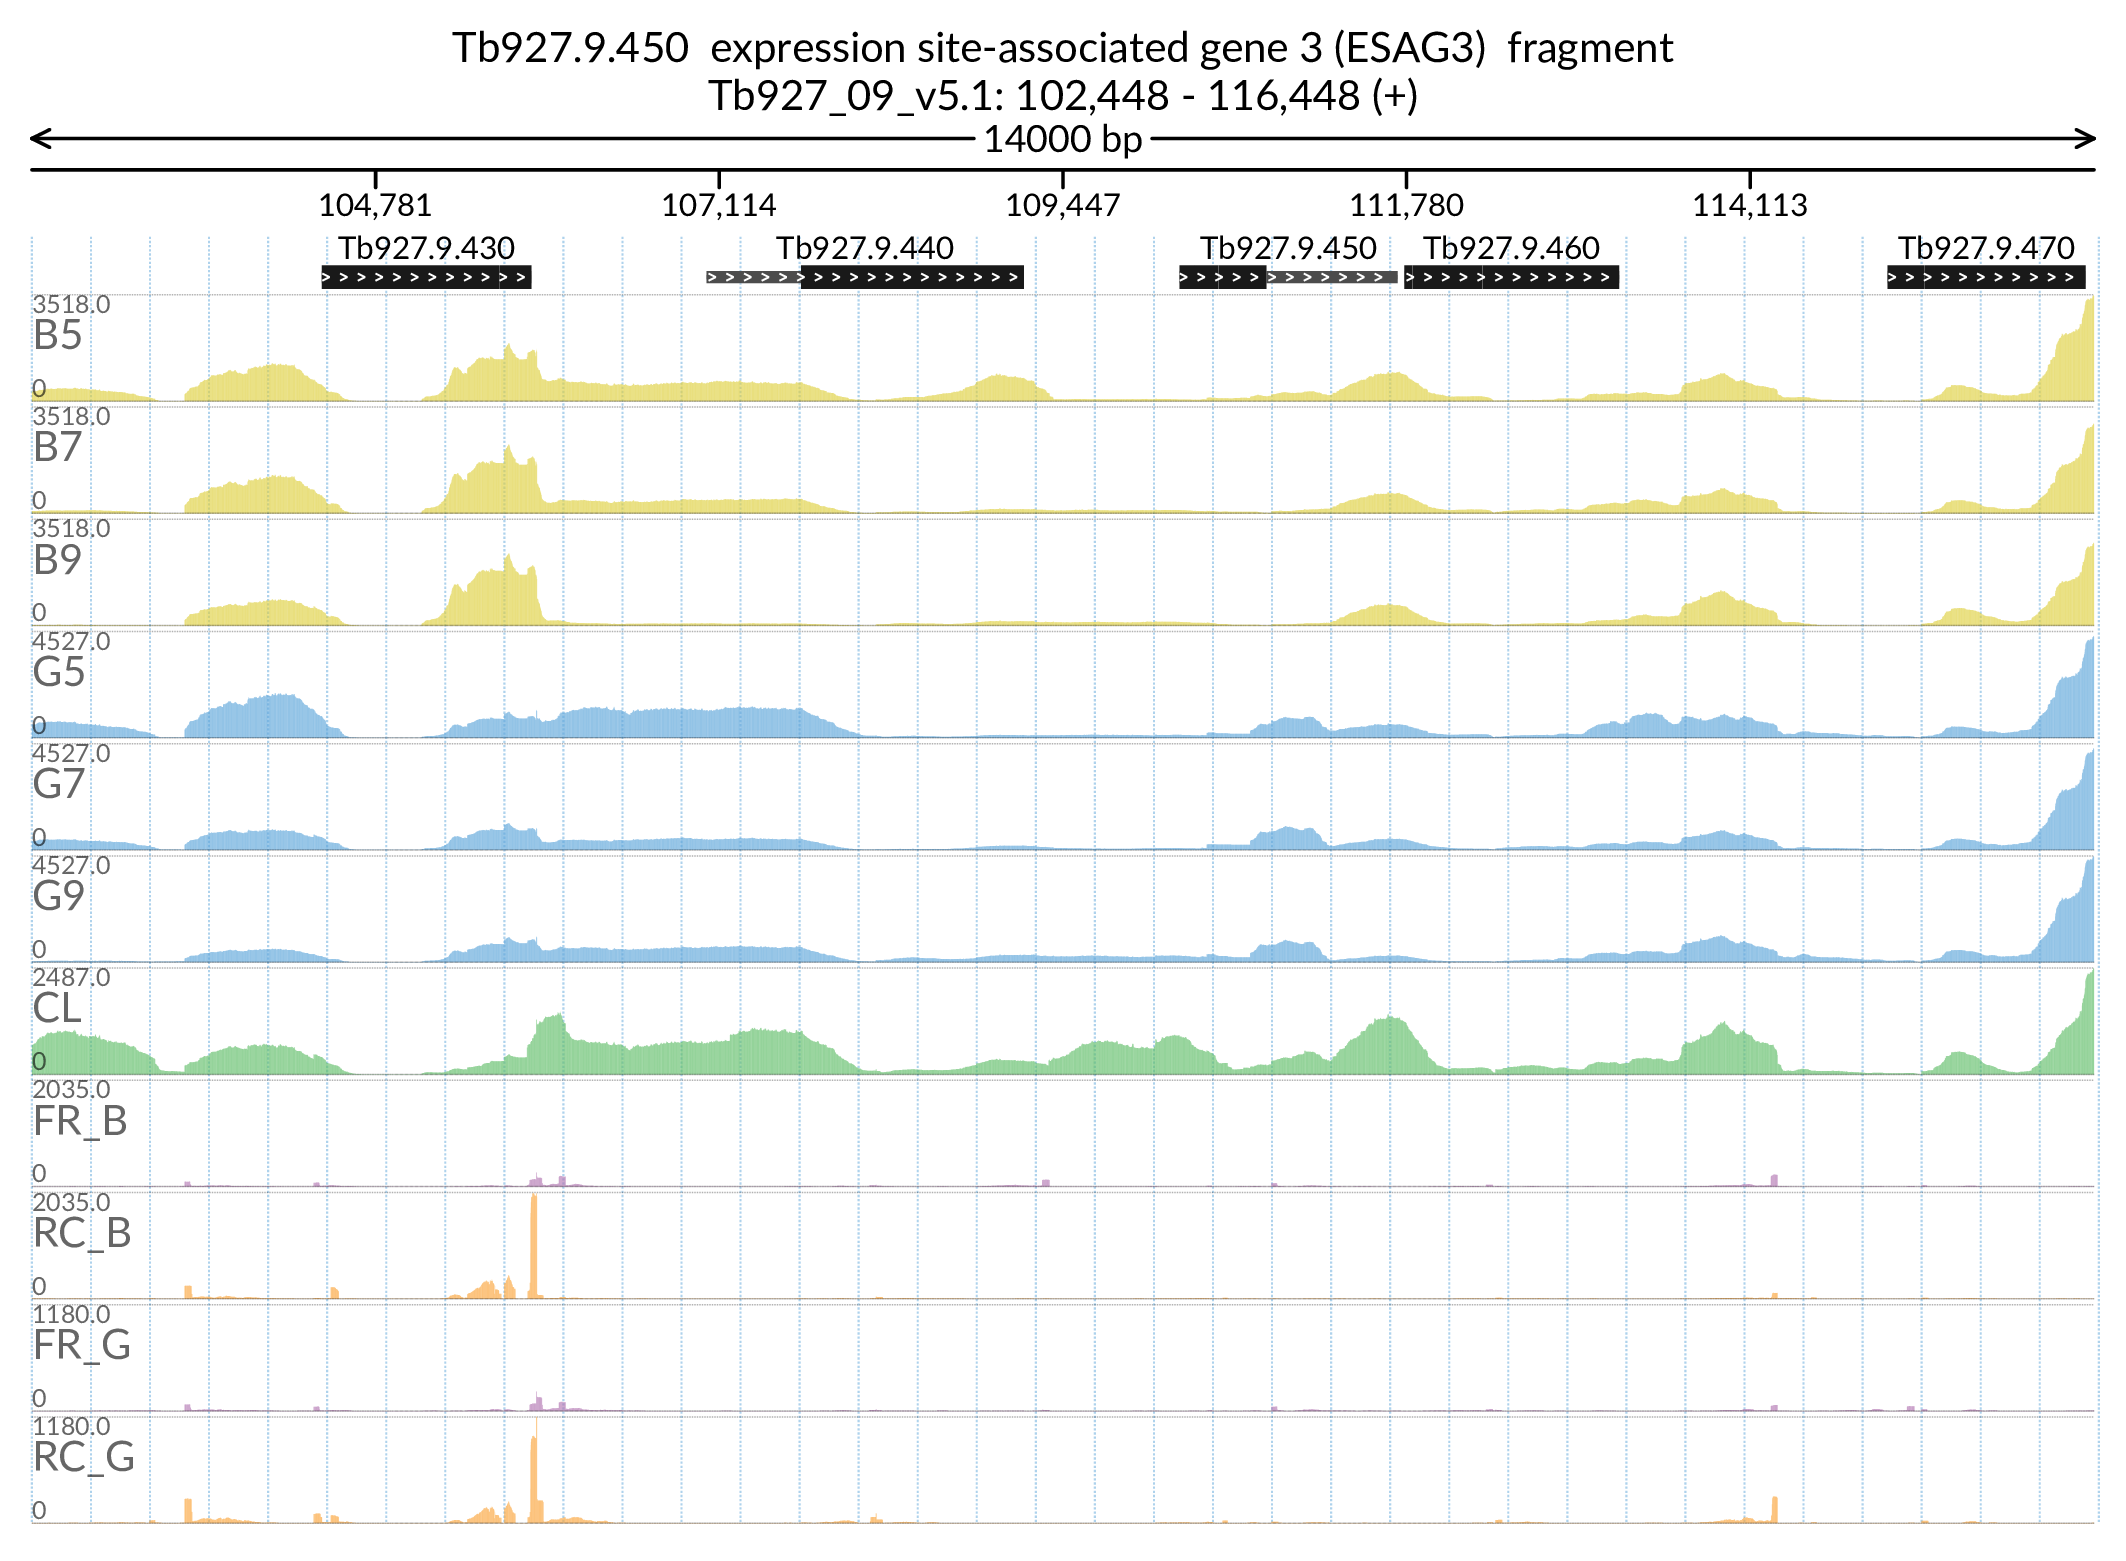 Tb927.9.450 expression site-associated gene 3 (ESAG3) fragment
Tb927_09_v5.1: 102,448 - 116,448 (+)
14000 bp
104,781 107,114 109,447 111,780 114,113
Tb927.9.430 Tb927.9.440 Tb927.9.450 Tb927.9.460 Tb927.9.470
3518.0
B5
0
3518.0
B7
0
3518.0
B9
0
4527.0
G5
0
4527.0
G7
0
4527.0
G9
0
2487.0
CL
0
2035.0
FR_B
0
2035.0
RC_B
0
1180.0
FR_G
0
1180.0
RC_G
0